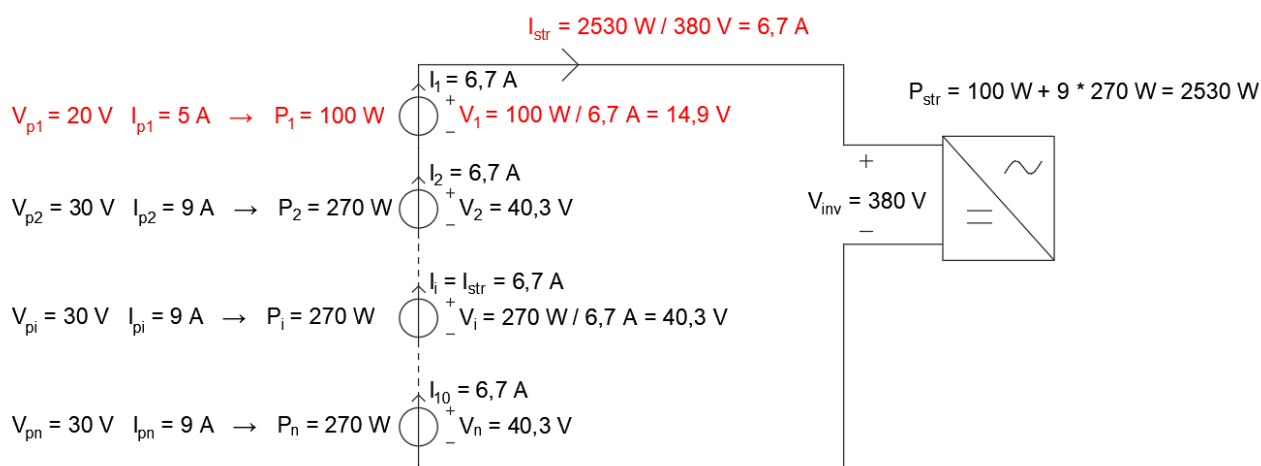 I_str = 2530 W / 380 V = 6,7 A
I_1 = 6,7 A
P_str = 100 W + 9 * 270 W = 2530 W
V_p1 = 20 V I_p1 = 5 A → P_1 = 100 W + − V_1 = 100 W / 6,7 A = 14,9 V
I_2 = 6,7 A
V_p2 = 30 V I_p2 = 9 A → P_2 = 270 W + − V_2 = 40,3 V
+
V_inv = 380 V
−
I_i = I_str = 6,7 A
V_pi = 30 V I_pi = 9 A → P_i = 270 W + − V_i = 270 W / 6,7 A = 40,3 V
I_10 = 6,7 A
V_pn = 30 V I_pn = 9 A → P_n = 270 W + − V_n = 40,3 V